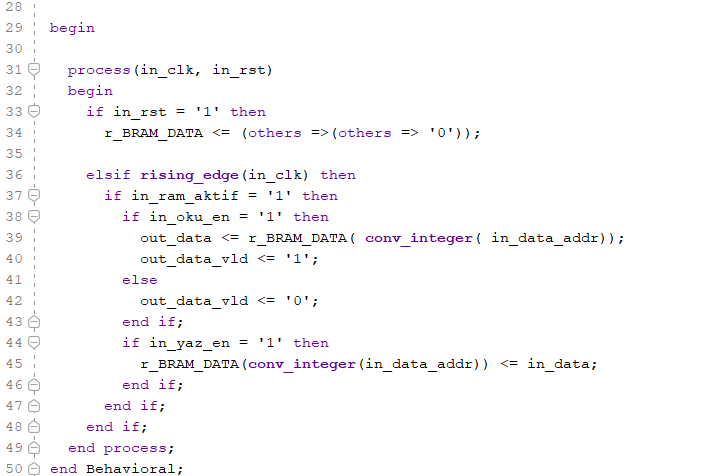 28
29 begin
30
31 process(in_clk, in_rst)
32 begin
33 if in_rst = '1' then
34 r_BRAM_DATA <= (others =>(others => '0'));
35
36 elsif rising_edge(in_clk) then
37 if in_ram_aktif = '1' then
38 if in_oku_en = '1' then
39 out_data <= r_BRAM_DATA( conv_integer( in_data_addr));
40 out_data_vld <= '1';
41 else
42 out_data_vld <= '0';
43 end if;
44 if in_yaz_en = '1' then
45 r_BRAM_DATA(conv_integer(in_data_addr)) <= in_data;
46 end if;
47 end if;
48 end if;
49 end process;
50 end Behavioral;